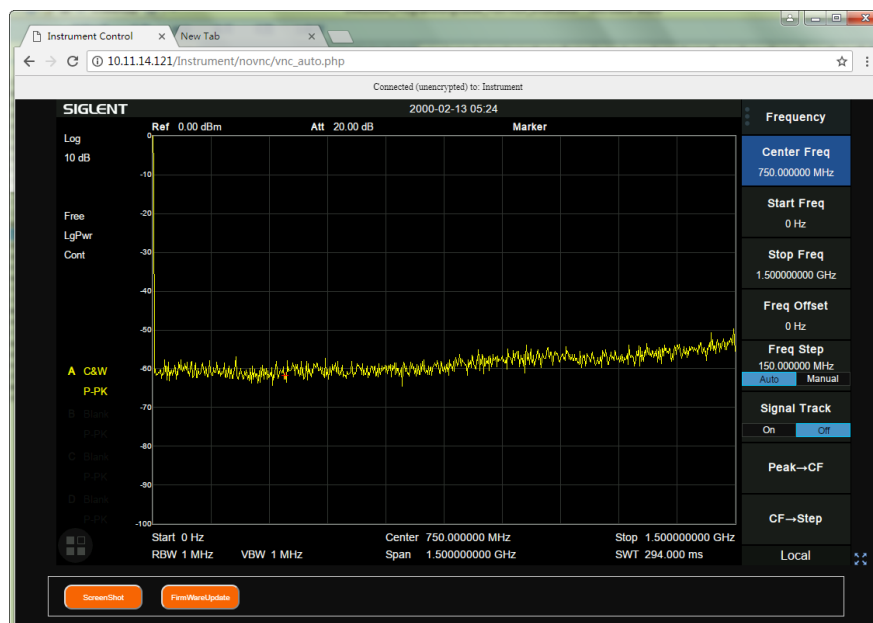 Instrument Control
New Tab
10.11.14.121/Instrument/novnc/vnc_auto.php
Connected (unencrypted) to: Instrument
SIGLENT
2000-02-13 05:24
Ref 0.00 dBm
Att 20.00 dB
Marker
Log
10 dB
Free
LgPwr
Cont
A C&W
P-PK
B Blank
P-PK
C Blank
P-PK
D Blank
P-PK
0
-10
-20
-30
-40
-50
-60
-70
-80
-90
-100
Start 0 Hz
Center 750.000000 MHz
Stop 1.500000000 GHz
RBW 1 MHz
VBW 1 MHz
Span 1.500000000 GHz
SWT 294.000 ms
Frequency
Center Freq
750.000000 MHz
Start Freq
0 Hz
Stop Freq
1.500000000 GHz
Freq Offset
0 Hz
Freq Step
150.000000 MHz
Auto Manual
Signal Track
On Off
Peak→CF
CF→Step
Local
ScreenShot
FirmWareUpdate